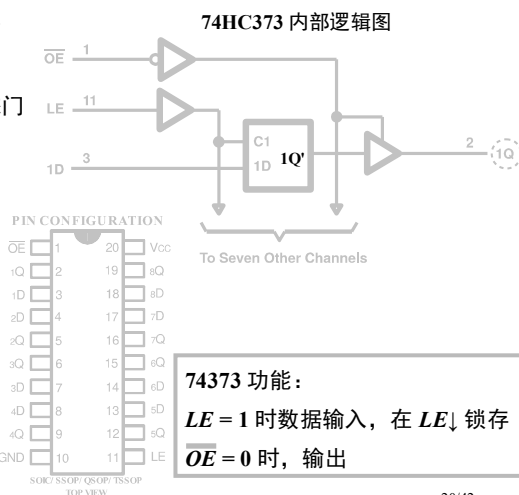 74HC373 内部逻辑图
OE 1
门
LE 11
C1
1D 3
1D
1Q'
2
1Q
To Seven Other Channels
PIN CONFIGURATION
OE 1 20 VCC
1Q 2 19 8Q
1D 3 18 8D
2D 4 17 7D
2Q 5 16 7Q
3Q 6 15 6Q
3D 7 14 6D
4D 8 13 5D
4Q 9 12 5Q
GND 10 11 LE
SOIC/ SSOP/ QSOP/ TSSOP
TOP VIEW
74373 功能：
LE = 1 时数据输入，在 LE↓ 锁存
OE = 0 时，输出